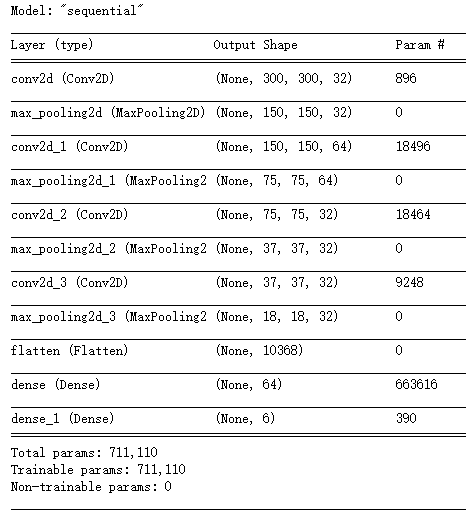 Model: "sequential"
Layer (type) Output Shape Param #
conv2d (Conv2D) (None, 300, 300, 32) 896
max_pooling2d (MaxPooling2D) (None, 150, 150, 32) 0
conv2d_1 (Conv2D) (None, 150, 150, 64) 18496
max_pooling2d_1 (MaxPooling2 (None, 75, 75, 64) 0
conv2d_2 (Conv2D) (None, 75, 75, 32) 18464
max_pooling2d_2 (MaxPooling2 (None, 37, 37, 32) 0
conv2d_3 (Conv2D) (None, 37, 37, 32) 9248
max_pooling2d_3 (MaxPooling2 (None, 18, 18, 32) 0
flatten (Flatten) (None, 10368) 0
dense (Dense) (None, 64) 663616
dense_1 (Dense) (None, 6) 390
Total params: 711,110
Trainable params: 711,110
Non-trainable params: 0